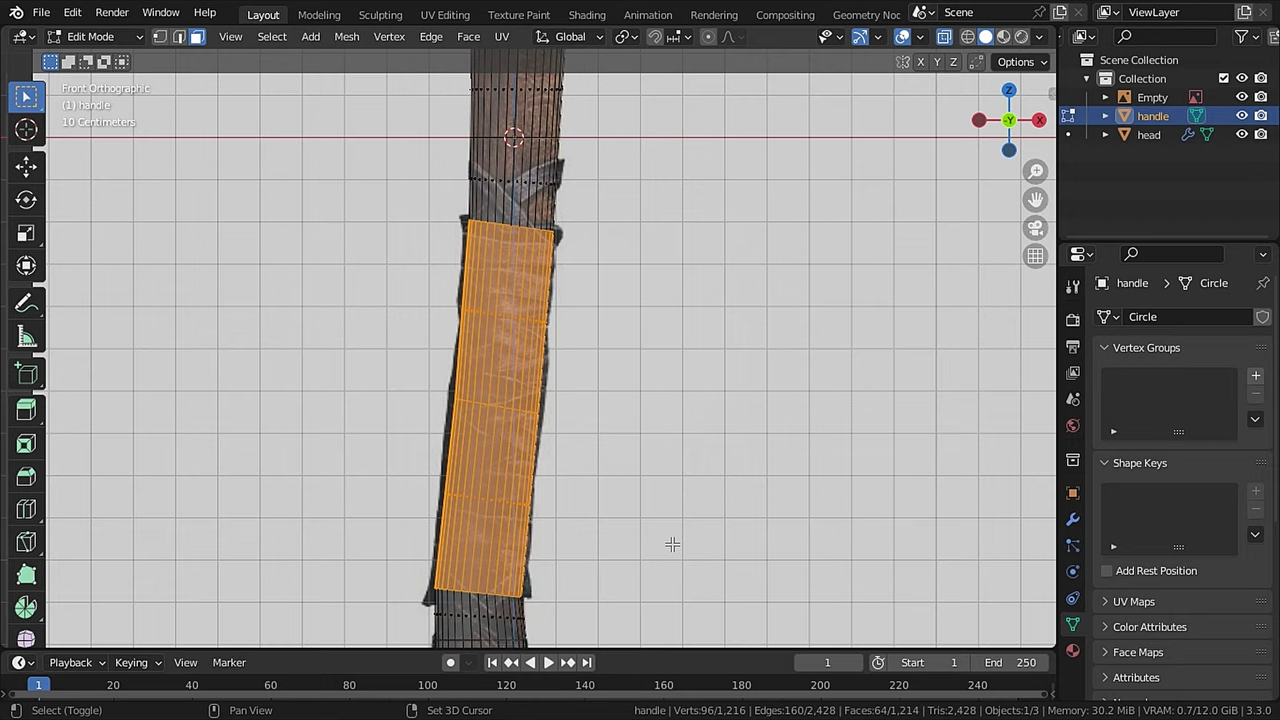 File Edit Render Window Help Layout Modeling Sculpting UV Editing Texture Paint Shading Animation Rendering Compositing Geometry Noc Scene ViewLayer
Edit Mode View Select Add Mesh Vertex Edge Face UV Global
X Y Z Options
Front Orthographic
(1) handle
10 Centimeters
Z
-Y
X
Scene Collection
Collection
Empty
handle
head
handle Circle
Circle
Vertex Groups
Shape Keys
Add Rest Position
UV Maps
Color Attributes
Face Maps
Attributes
Playback Keying View Marker 1 Start 1 End 250
1 20 40 60 80 100 120 140 160 180 200 220 240
Select (Toggle) Pan View Set 3D Cursor handle | Verts:96/1,216 | Edges:160/2,428 | Faces:64/1,214 | Tris:2,428 | Objects:1/3 | Memory: 30.2 MiB | VRAM: 0.7/12.0 GiB | 3.3.0